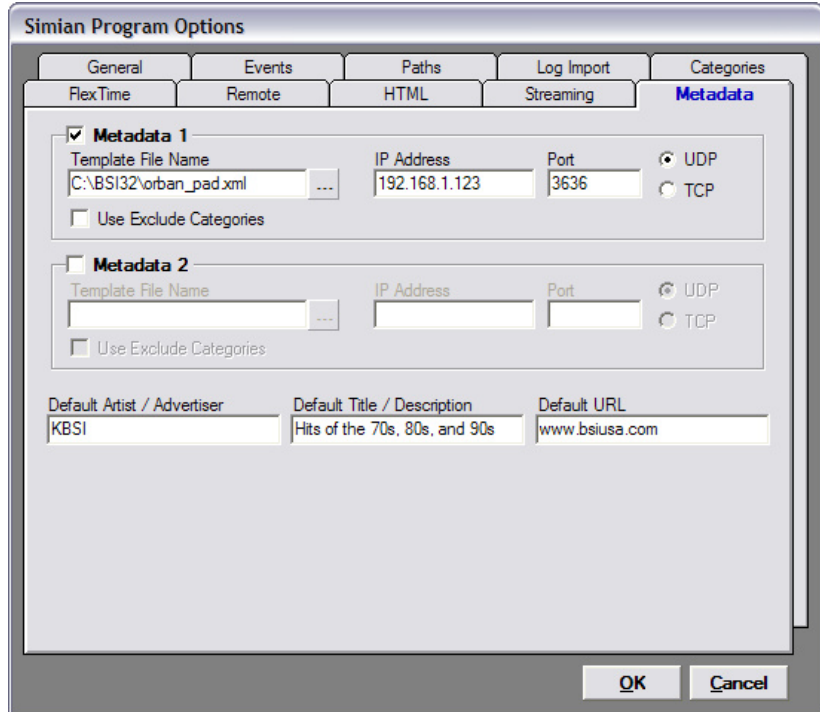 Simian Program Options
General Events Paths Log Import Categories
FlexTime Remote HTML Streaming Metadata
Metadata 1
Template File Name IP Address Port UDP
C:\BSI32\orban_pad.xml ... 192.168.1.123 3636 TCP
Use Exclude Categories
Metadata 2
Template File Name IP Address Port UDP
... TCP
Use Exclude Categories
Default Artist / Advertiser Default Title / Description Default URL
KBSI Hits of the 70s, 80s, and 90s www.bsiusa.com
OK Cancel